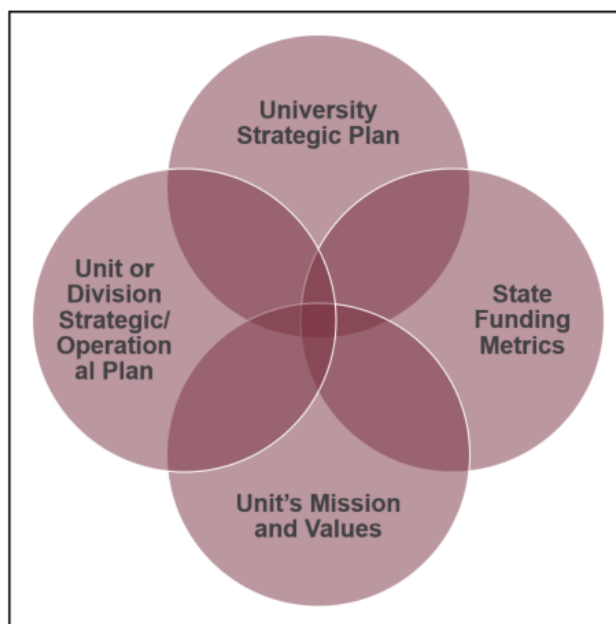 University
Strategic Plan
Unit or
Division
Strategic/
Operation
al Plan
State
Funding
Metrics
Unit’s Mission
and Values